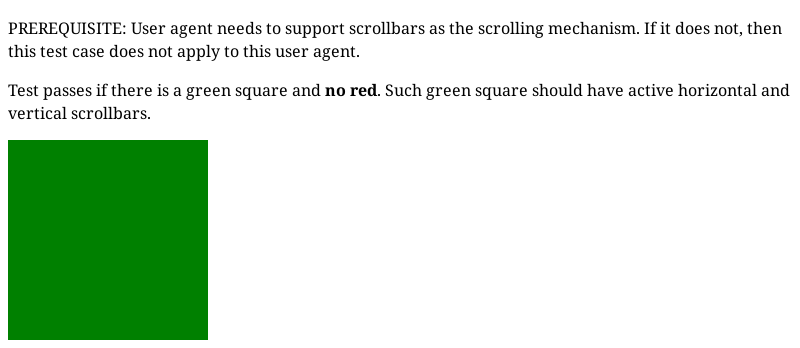 PREREQUISITE: User agent needs to support scrollbars as the scrolling mechanism. If it does not, then
this test case does not apply to this user agent.
Test passes if there is a green square and no red. Such green square should have active horizontal and
vertical scrollbars.